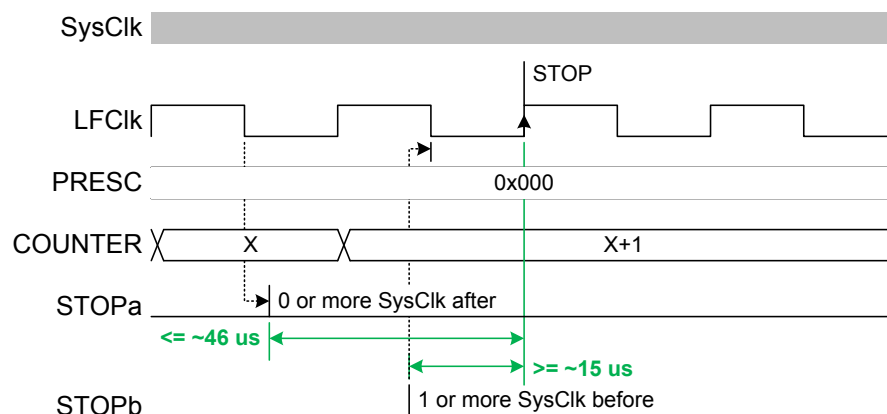 SysClk
STOP
LFClk
PRESC
0x000
COUNTER
X
X+1
STOPa
0 or more SysClk after
<= ~46 us
>= ~15 us
STOPb
1 or more SysClk before